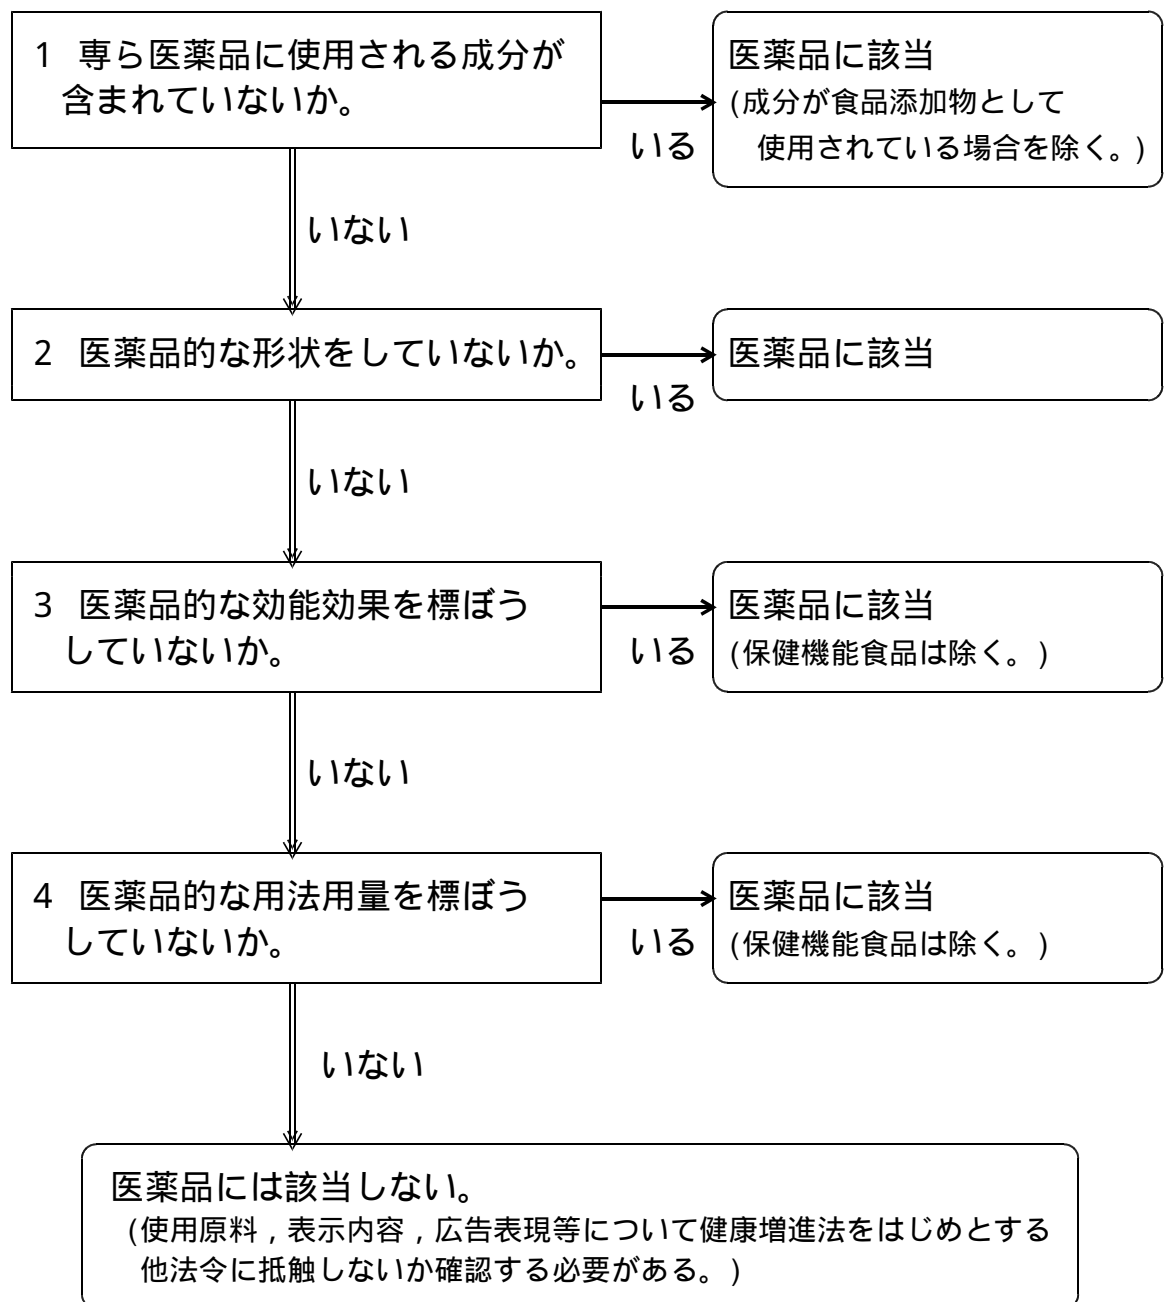 1 専ら医薬品に使用される成分が
含まれていないか。
いる
医薬品に該当
(成分が食品添加物として
使用されている場合を除く。)
いない
2 医薬品的な形状をしていないか。
いる
医薬品に該当
いない
3 医薬品的な効能効果を標ぼう
していないか。
いる
医薬品に該当
(保健機能食品は除く。)
いない
4 医薬品的な用法用量を標ぼう
していないか。
いる
医薬品に該当
(保健機能食品は除く。)
いない
医薬品には該当しない。
(使用原料，表示内容，広告表現等について健康増進法をはじめとする
他法令に抵触しないか確認する必要がある。)